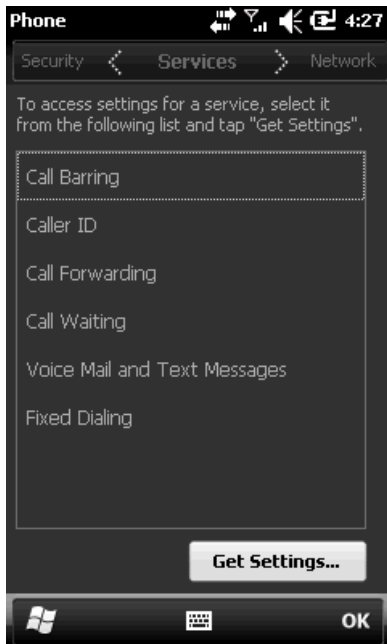 Phone 4:27
Security Services Network
To access settings for a service, select it
from the following list and tap "Get Settings".
Call Barring
Caller ID
Call Forwarding
Call Waiting
Voice Mail and Text Messages
Fixed Dialing
Get Settings...
OK